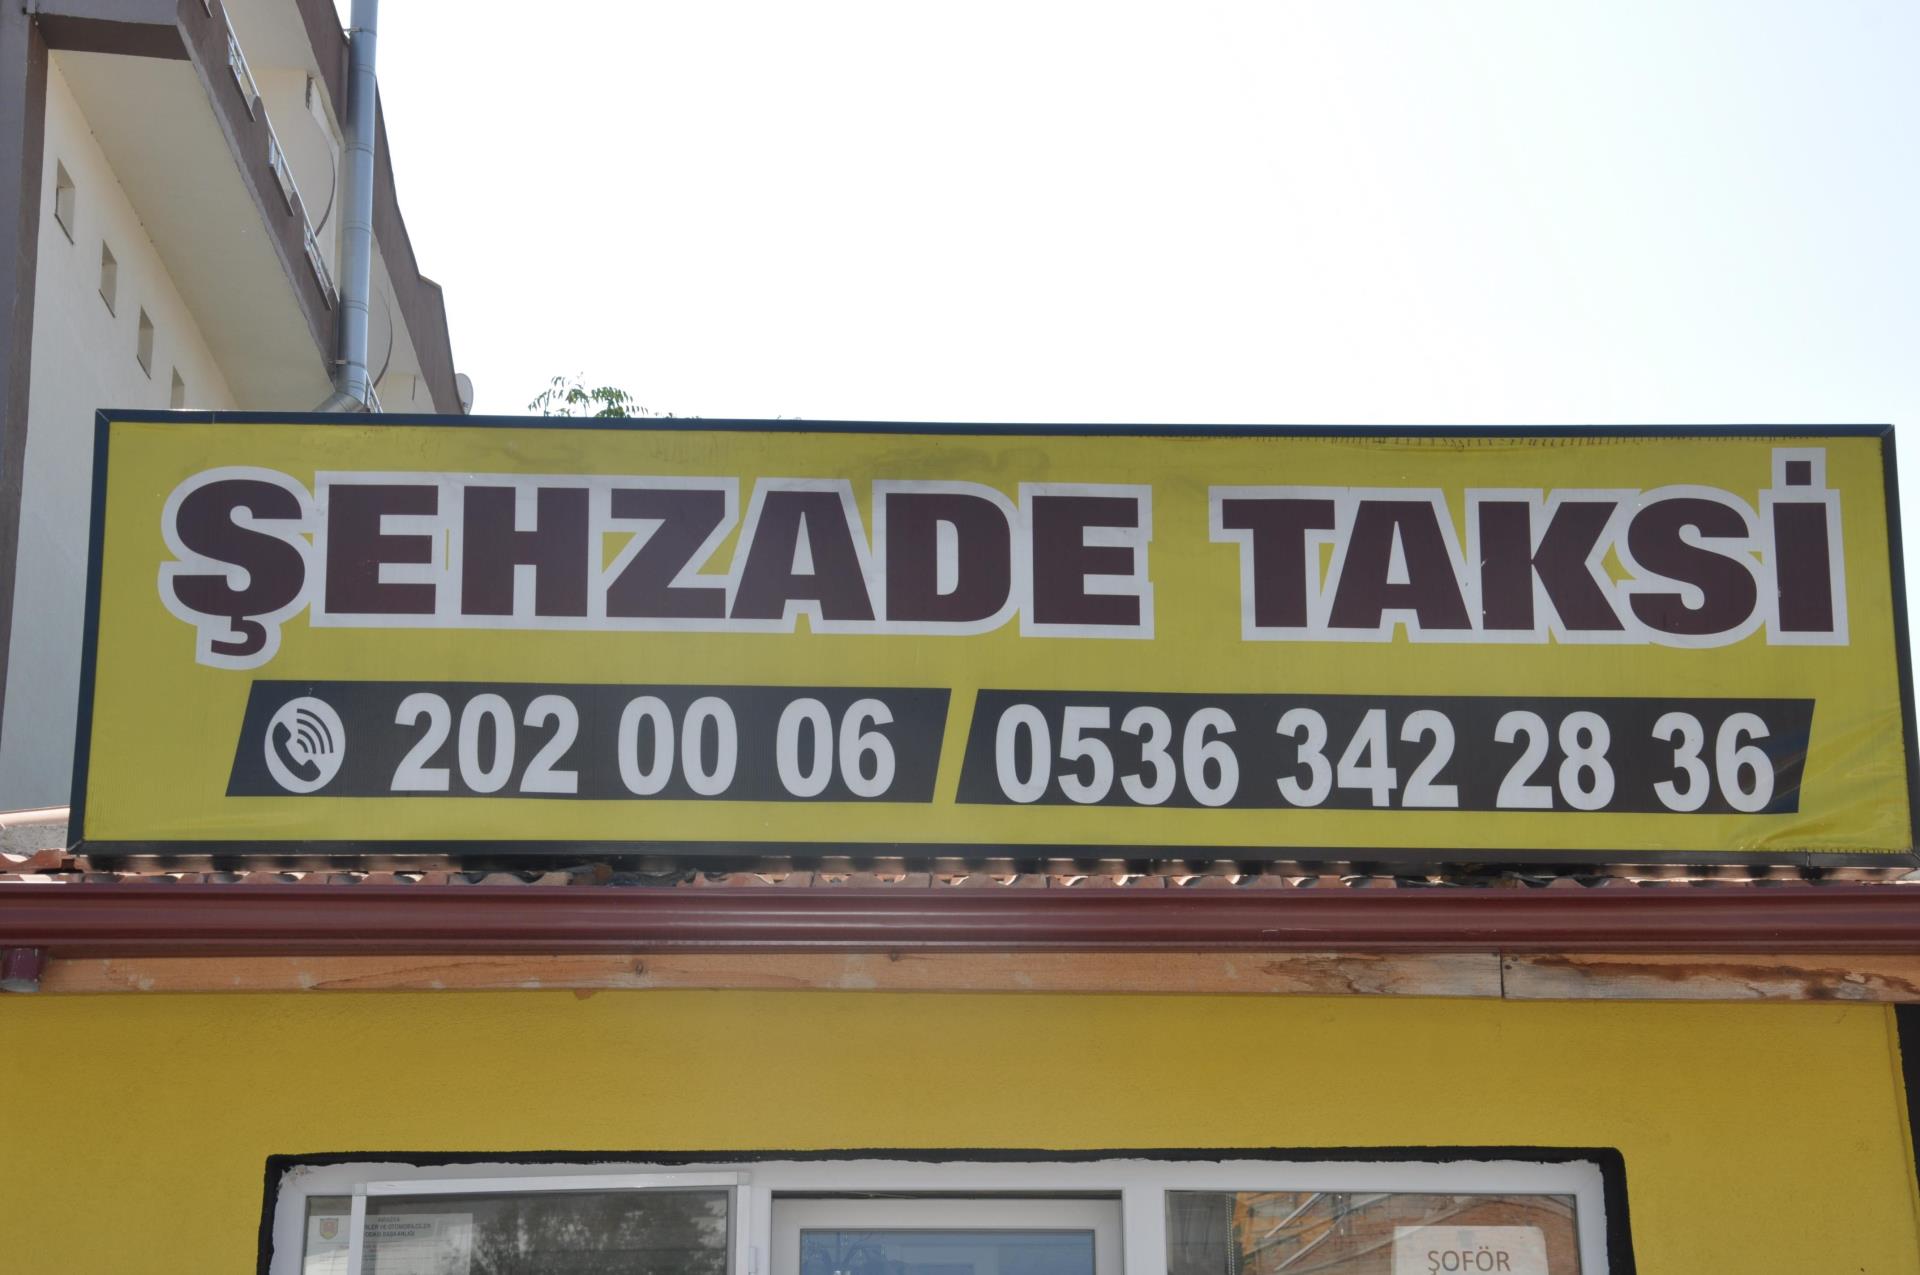 ŞEHZADE TAKSİ
202 00 06 0536 342 28 36
ŞOFÖR